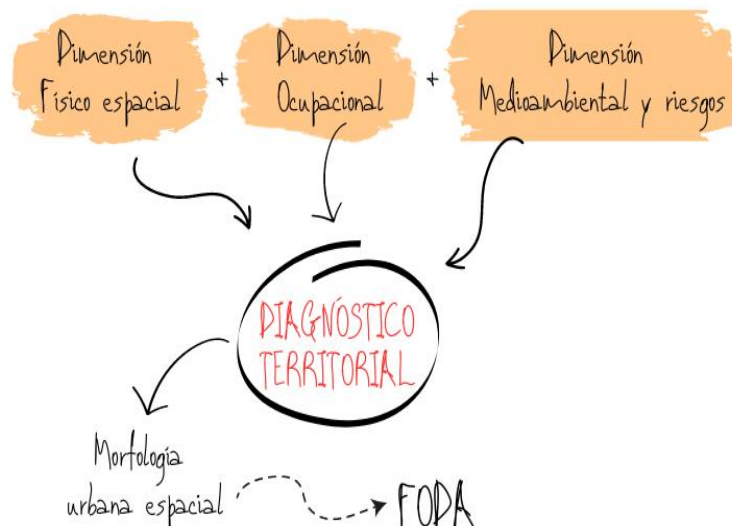 Dimensión
Físico espacial
+
Dimensión
Ocupacional
+
Dimensión
Medioambiental y riesgos
DIAGNÓSTICO
TERRITORIAL
Morfología
urbana espacial
FODA